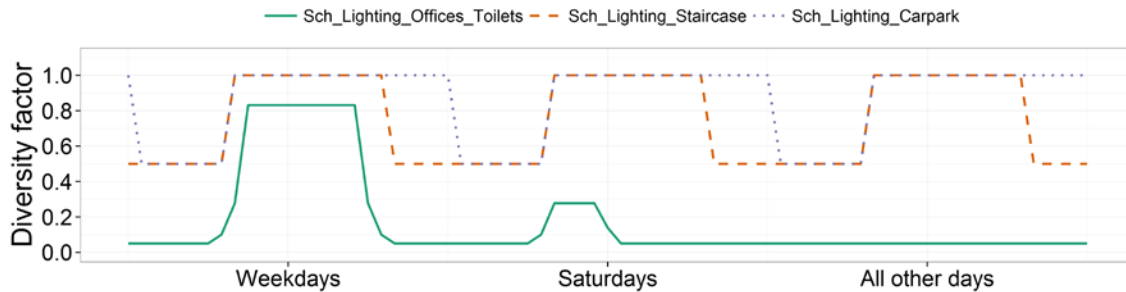 Sch_Lighting_Offices_Toilets Sch_Lighting_Staircase Sch_Lighting_Carpark
Diversity factor
1.0
0.8
0.6
0.4
0.2
0.0
Weekdays Saturdays All other days